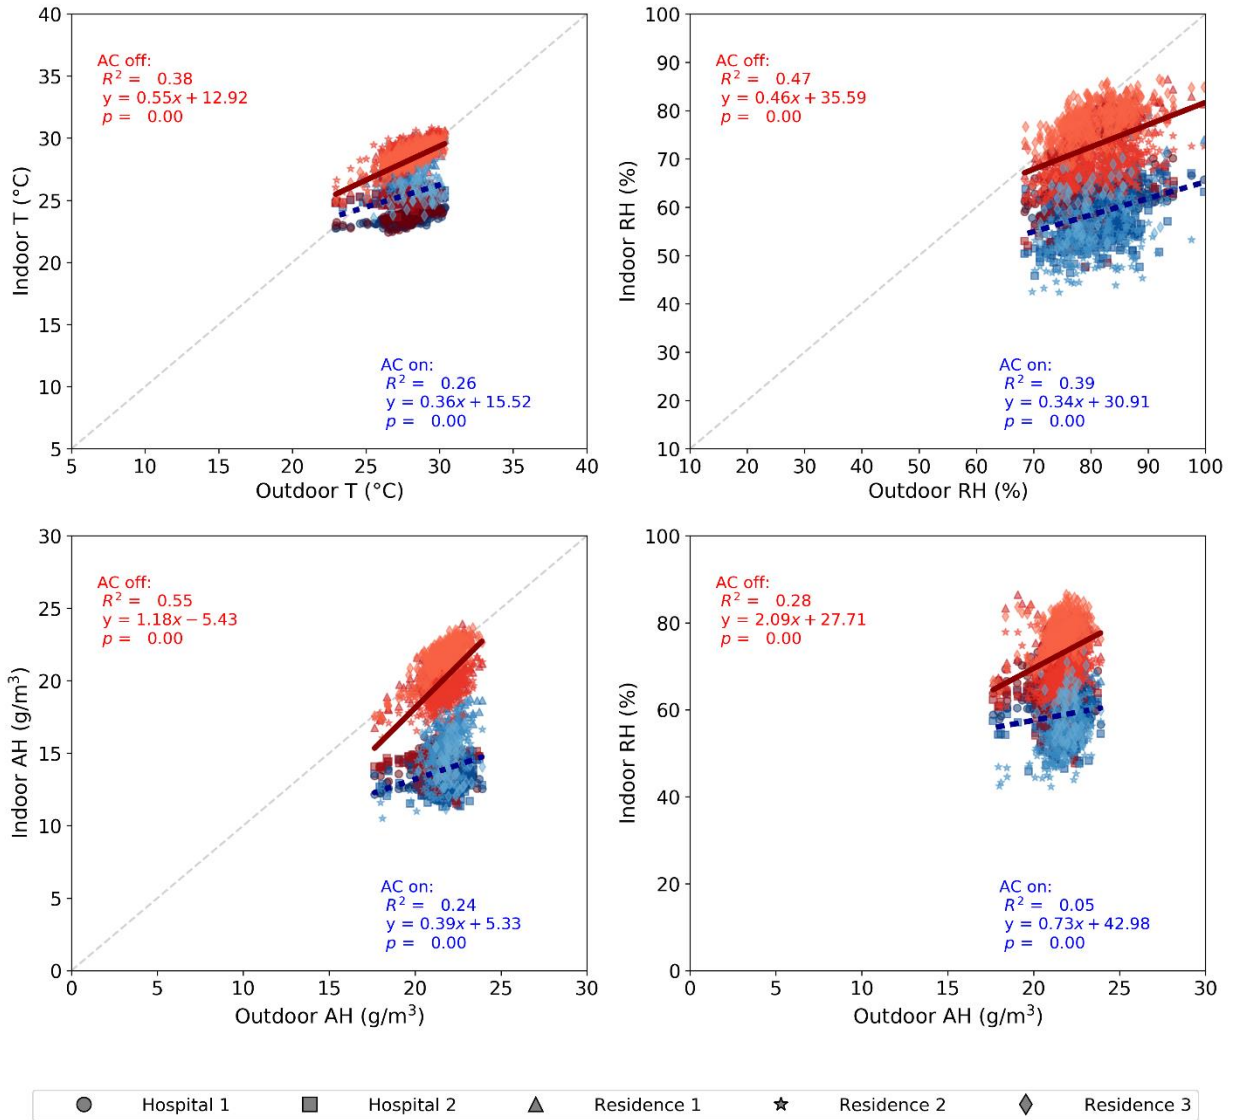 40
35
30
25
20
15
10
5
Indoor T (°C)
AC off:
R² = 0.38
y = 0.55x + 12.92
p = 0.00
AC on:
R² = 0.26
y = 0.36x + 15.52
p = 0.00
5 10 15 20 25 30 35 40
Outdoor T (°C)
100
90
80
70
60
50
40
30
20
10
Indoor RH (%)
AC off:
R² = 0.47
y = 0.46x + 35.59
p = 0.00
AC on:
R² = 0.39
y = 0.34x + 30.91
p = 0.00
10 20 30 40 50 60 70 80 90 100
Outdoor RH (%)
30
25
20
15
10
5
0
Indoor AH (g/m³)
AC off:
R² = 0.55
y = 1.18x − 5.43
p = 0.00
AC on:
R² = 0.24
y = 0.39x + 5.33
p = 0.00
0 5 10 15 20 25 30
Outdoor AH (g/m³)
100
80
60
40
20
0
Indoor RH (%)
AC off:
R² = 0.28
y = 2.09x + 27.71
p = 0.00
AC on:
R² = 0.05
y = 0.73x + 42.98
p = 0.00
0 5 10 15 20 25 30
Outdoor AH (g/m³)
Hospital 1 Hospital 2 Residence 1 Residence 2 Residence 3